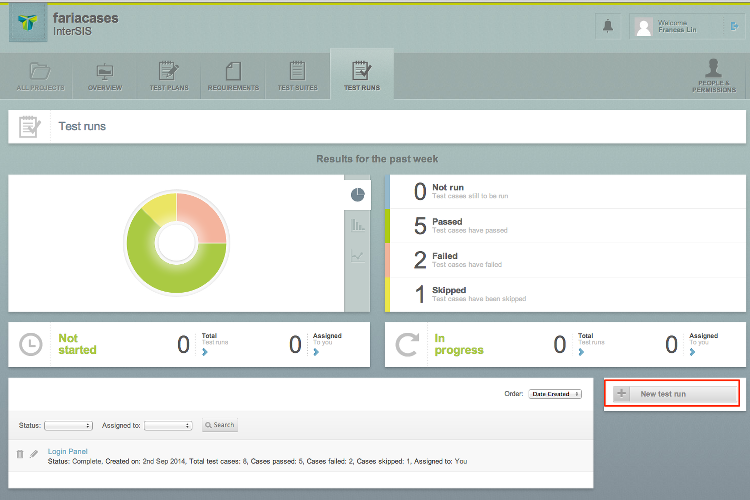 fariacases
InterSIS
Welcome
Frances Lin
ALL PROJECTS
OVERVIEW
TEST PLANS
REQUIREMENTS
TEST SUITES
TEST RUNS
PEOPLE &
PERMISSIONS
Test runs
Results for the past week
0 Not run
Test cases still to be run
5 Passed
Test cases have passed
2 Failed
Test cases have failed
1 Skipped
Test cases have been skipped
Not
started
0 Total
Test runs
0 Assigned
To you
In
progress
0 Total
Test runs
0 Assigned
To you
Order: Date Created
New test run
Status: Assigned to: Search
Login Panel
Status: Complete, Created on: 2nd Sep 2014, Total test cases: 8, Cases passed: 5, Cases failed: 2, Cases skipped: 1, Assigned to: You